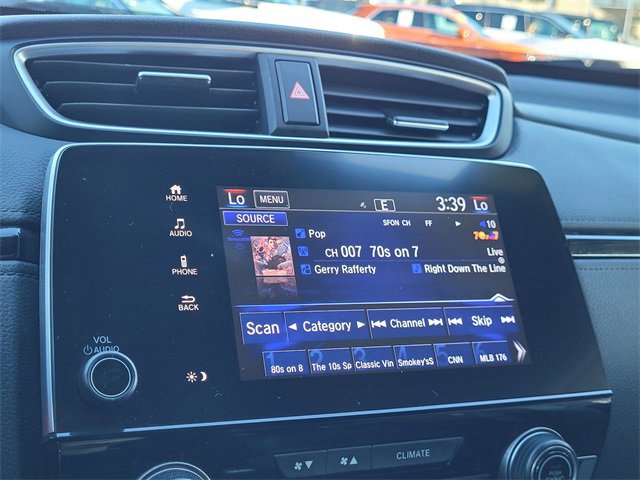 HOME
AUDIO
PHONE
BACK
VOL
AUDIO
Lo MENU E 3:39 Lo
SOURCE SFON CH FF 10
Pop
CH 007 70s on 7 Live
Gerry Rafferty Right Down The Line
Scan Category Channel Skip
80s on 8 The 10s Sp Classic Vin Smokey'sS CNN MLB 176
CLIMATE
PUSH